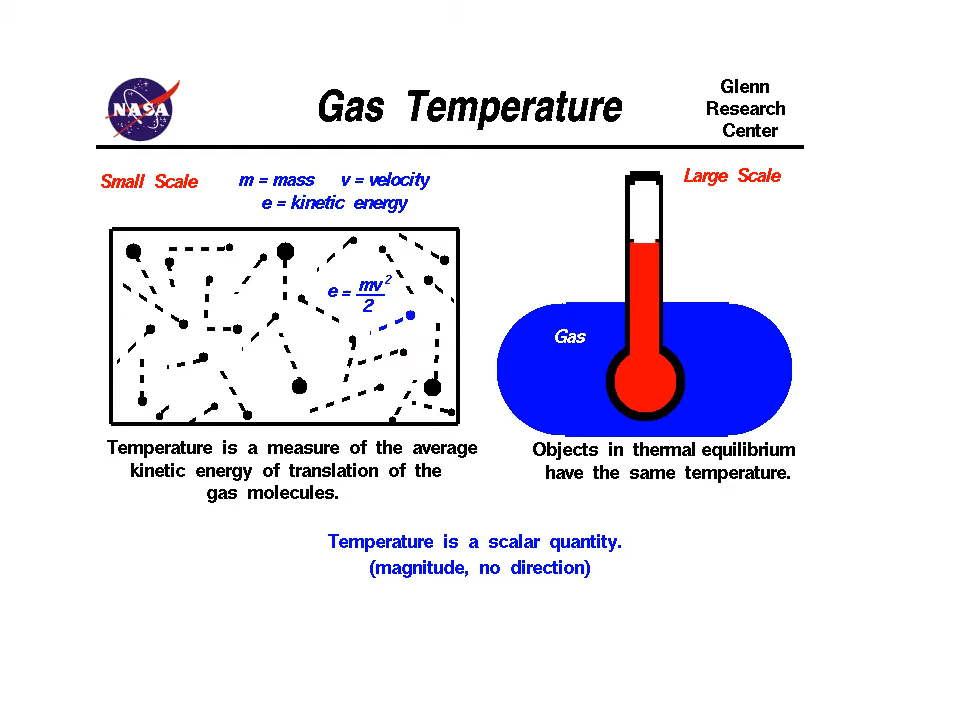 NASA
Gas Temperature
Glenn
Research
Center
Small Scale
m = mass v = velocity
e = kinetic energy
e = mv²/2
Temperature is a measure of the average
kinetic energy of translation of the
gas molecules.
Large Scale
Gas
Objects in thermal equilibrium
have the same temperature.
Temperature is a scalar quantity.
(magnitude, no direction)